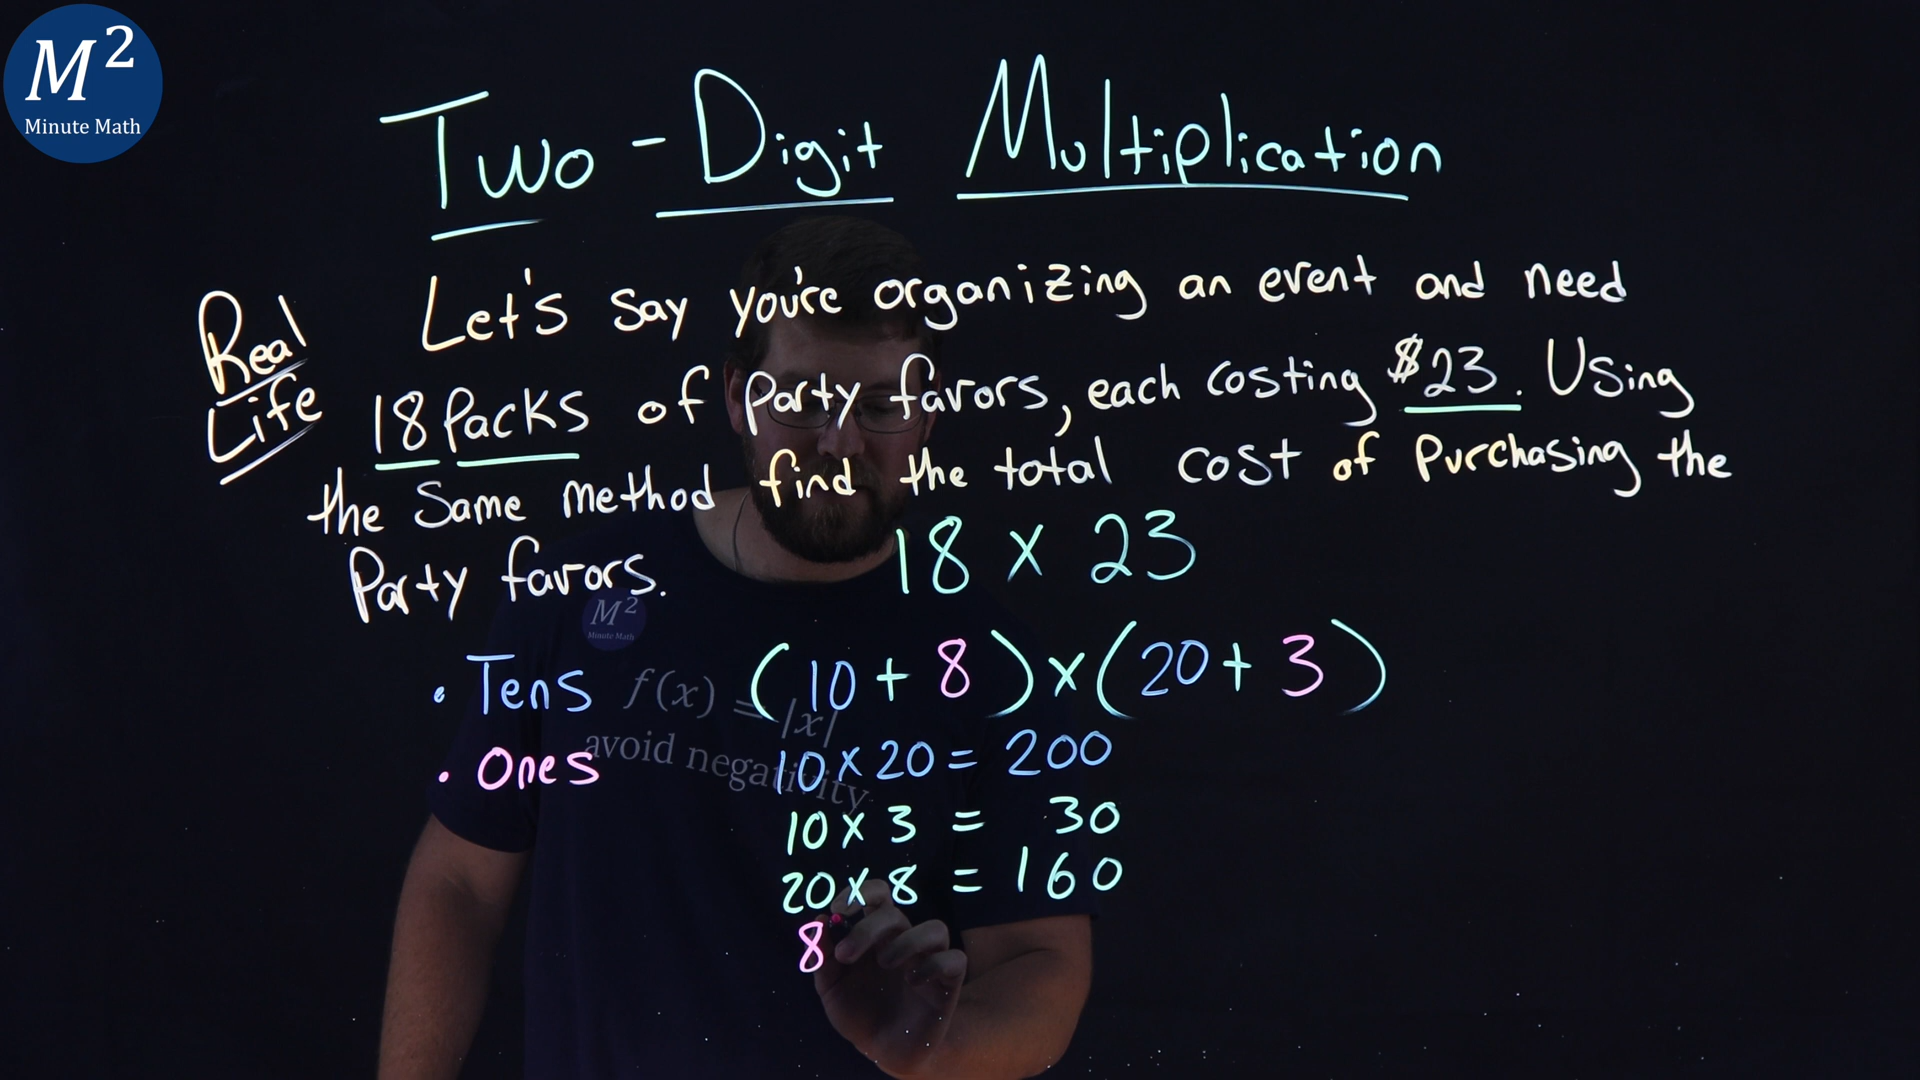 M²
Minute Math
Two-Digit Multiplication
Real
Life
Let's say you're organizing an event and need
18 Packs of Party favors, each costing $23. Using
the same method find the total cost of Purchasing the
Party favors.
18 x 23
M²
Minute Math
• Tens
(10 + 8) x (20 + 3)
f(x) = |x|
avoid negativity
• Ones
10 x 20 = 200
10 x 3 = 30
20 x 8 = 160
8